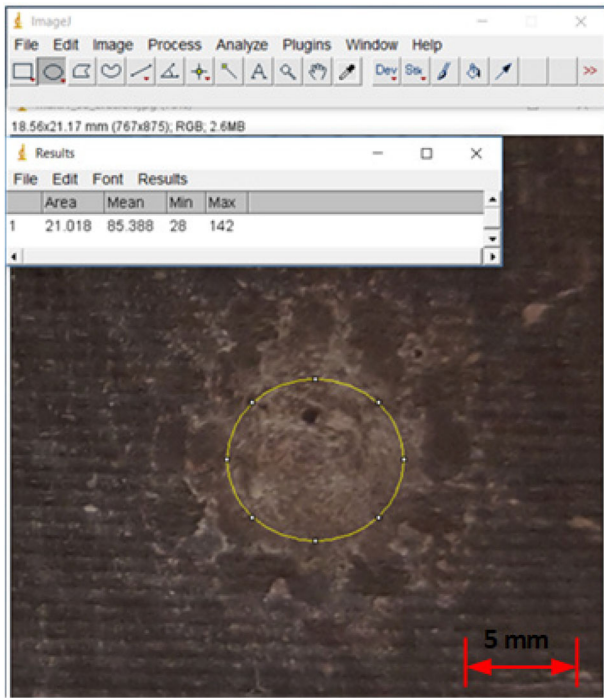 ImageJ
File Edit Image Process Analyze Plugins Window Help
A Dev Stk >>
18.56x21.17 mm (767x875); RGB; 2.6MB
Results
File Edit Font Results
Area Mean Min Max
1 21.018 85.388 28 142
5 mm